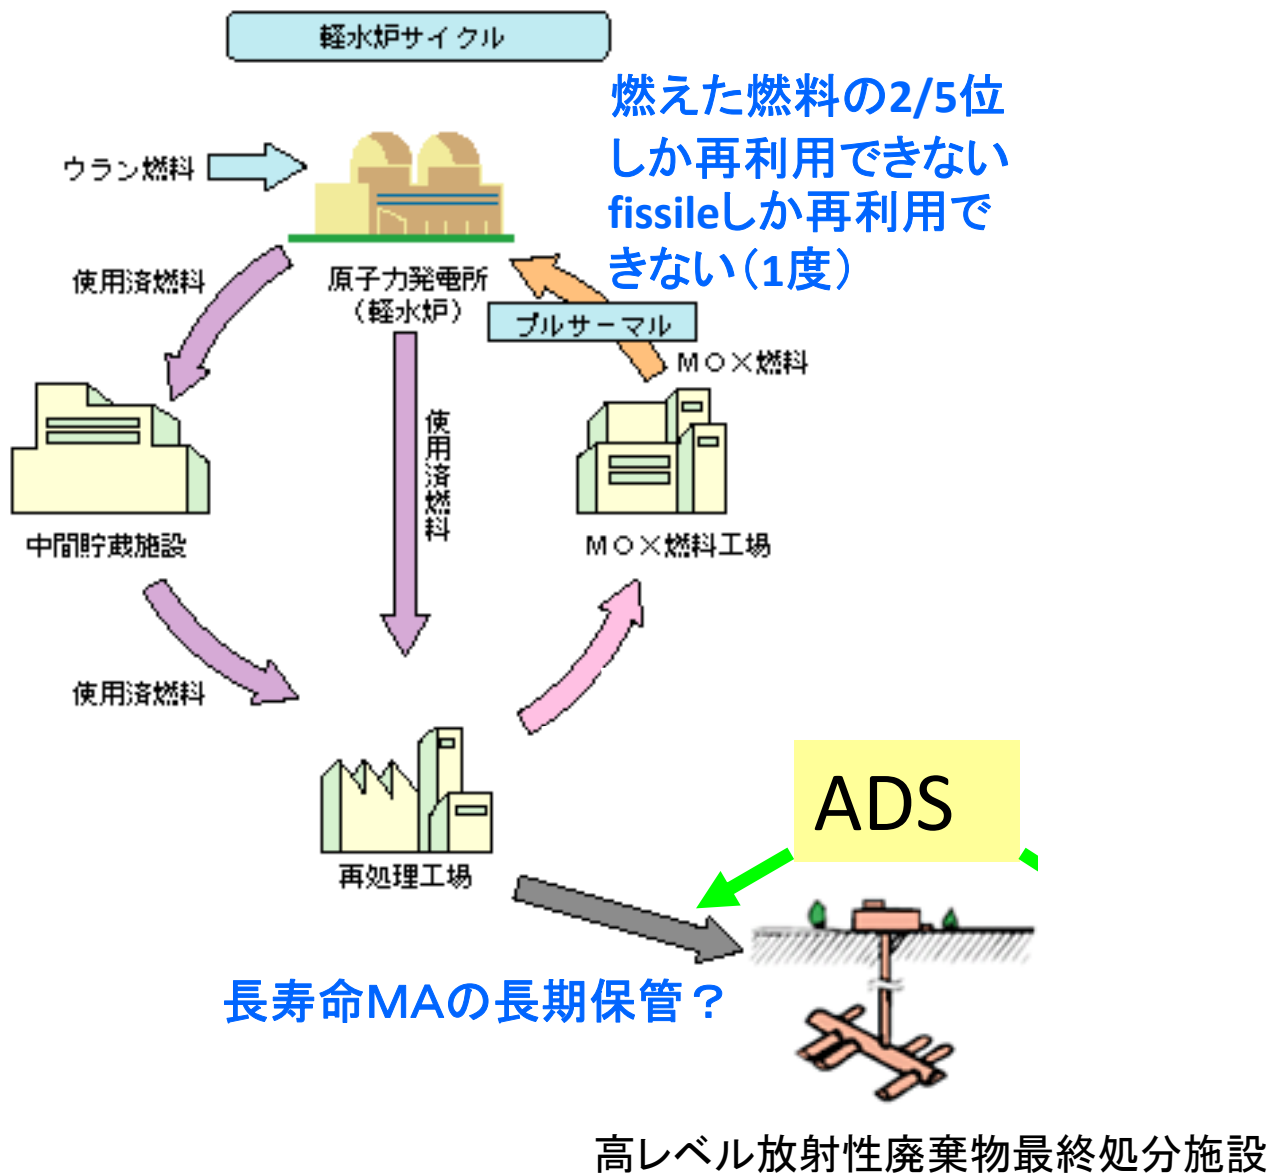 軽水炉サイクル
燃えた燃料の2/5位
しか再利用できない
fissileしか再利用で
きない（1度）
ウラン燃料
使用済燃料
原子力発電所
（軽水炉）
プルサーマル
MOX燃料
使用済燃料
中間貯蔵施設
MOX燃料工場
使用済燃料
ADS
再処理工場
長寿命MAの長期保管？
高レベル放射性廃棄物最終処分施設